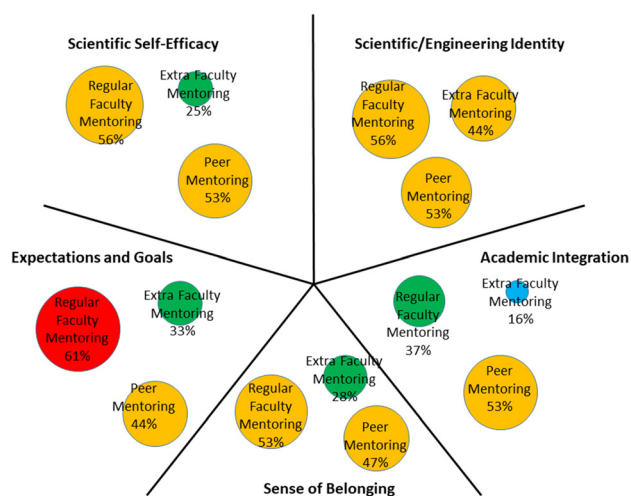 Scientific Self-Efficacy
Regular
Faculty
Mentoring
56%
Extra Faculty
Mentoring
25%
Peer
Mentoring
53%
Scientific/Engineering Identity
Regular
Faculty
Mentoring
56%
Extra Faculty
Mentoring
44%
Peer
Mentoring
53%
Expectations and Goals
Regular
Faculty
Mentoring
61%
Extra Faculty
Mentoring
33%
Peer
Mentoring
44%
Sense of Belonging
Regular
Faculty
Mentoring
53%
Extra Faculty
Mentoring
28%
Peer
Mentoring
47%
Academic Integration
Regular
Faculty
Mentoring
37%
Extra Faculty
Mentoring
16%
Peer
Mentoring
53%